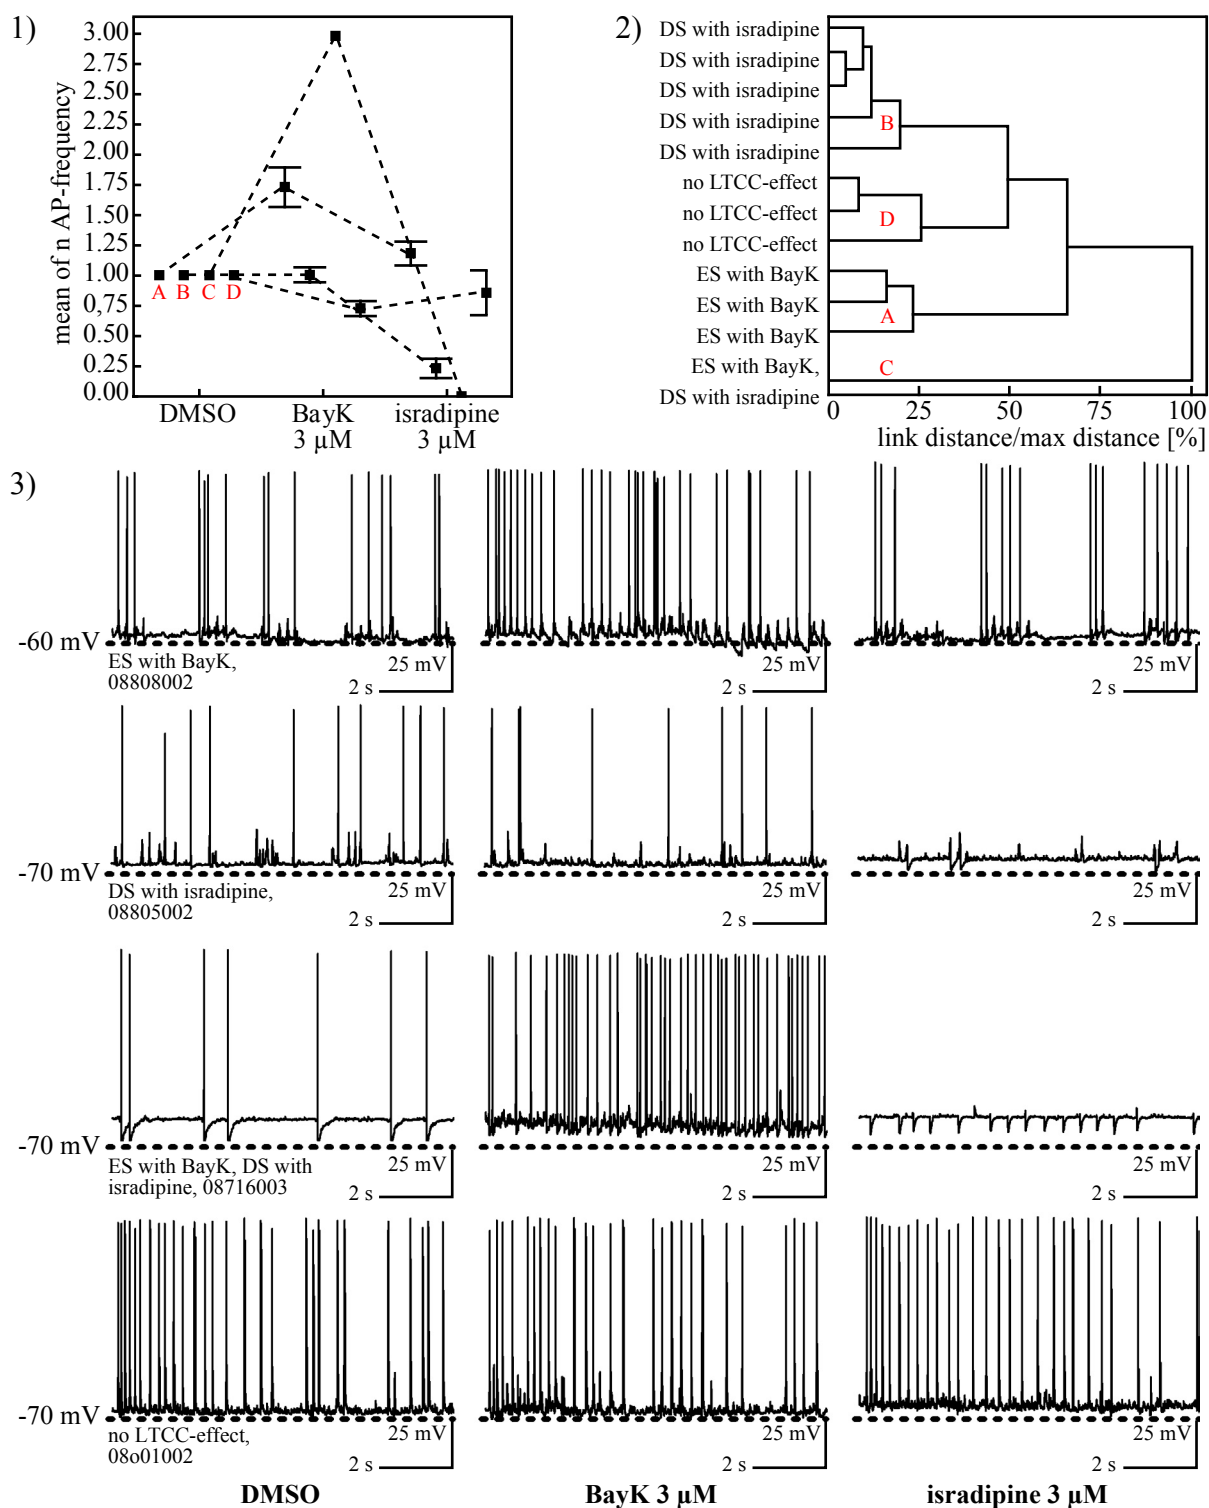 1)
mean of n AP-frequency
3.00
2.75
2.50
2.25
2.00
1.75
1.50
1.25
1.00
0,75
0.50
0.25
0.00
A B C D
DMSO BayK isradipine
3 µM 3 µM
2)
DS with isradipine
DS with isradipine
DS with isradipine
DS with isradipine
DS with isradipine
no LTCC-effect
no LTCC-effect
no LTCC-effect
ES with BayK
ES with BayK
ES with BayK
ES with BayK,
DS with isradipine
B
D
A
C
0 25 50 75 100
link distance/max distance [%]
3)
-60 mV
ES with BayK,
08808002
25 mV
2 s
25 mV
2 s
25 mV
2 s
-70 mV
DS with isradipine,
08805002
25 mV
2 s
25 mV
2 s
25 mV
2 s
-70 mV
ES with BayK, DS with
isradipine, 08716003
25 mV
2 s
25 mV
2 s
25 mV
2 s
-70 mV
no LTCC-effect,
08o01002
25 mV
2 s
25 mV
2 s
25 mV
2 s
DMSO BayK 3 µM isradipine 3 µM